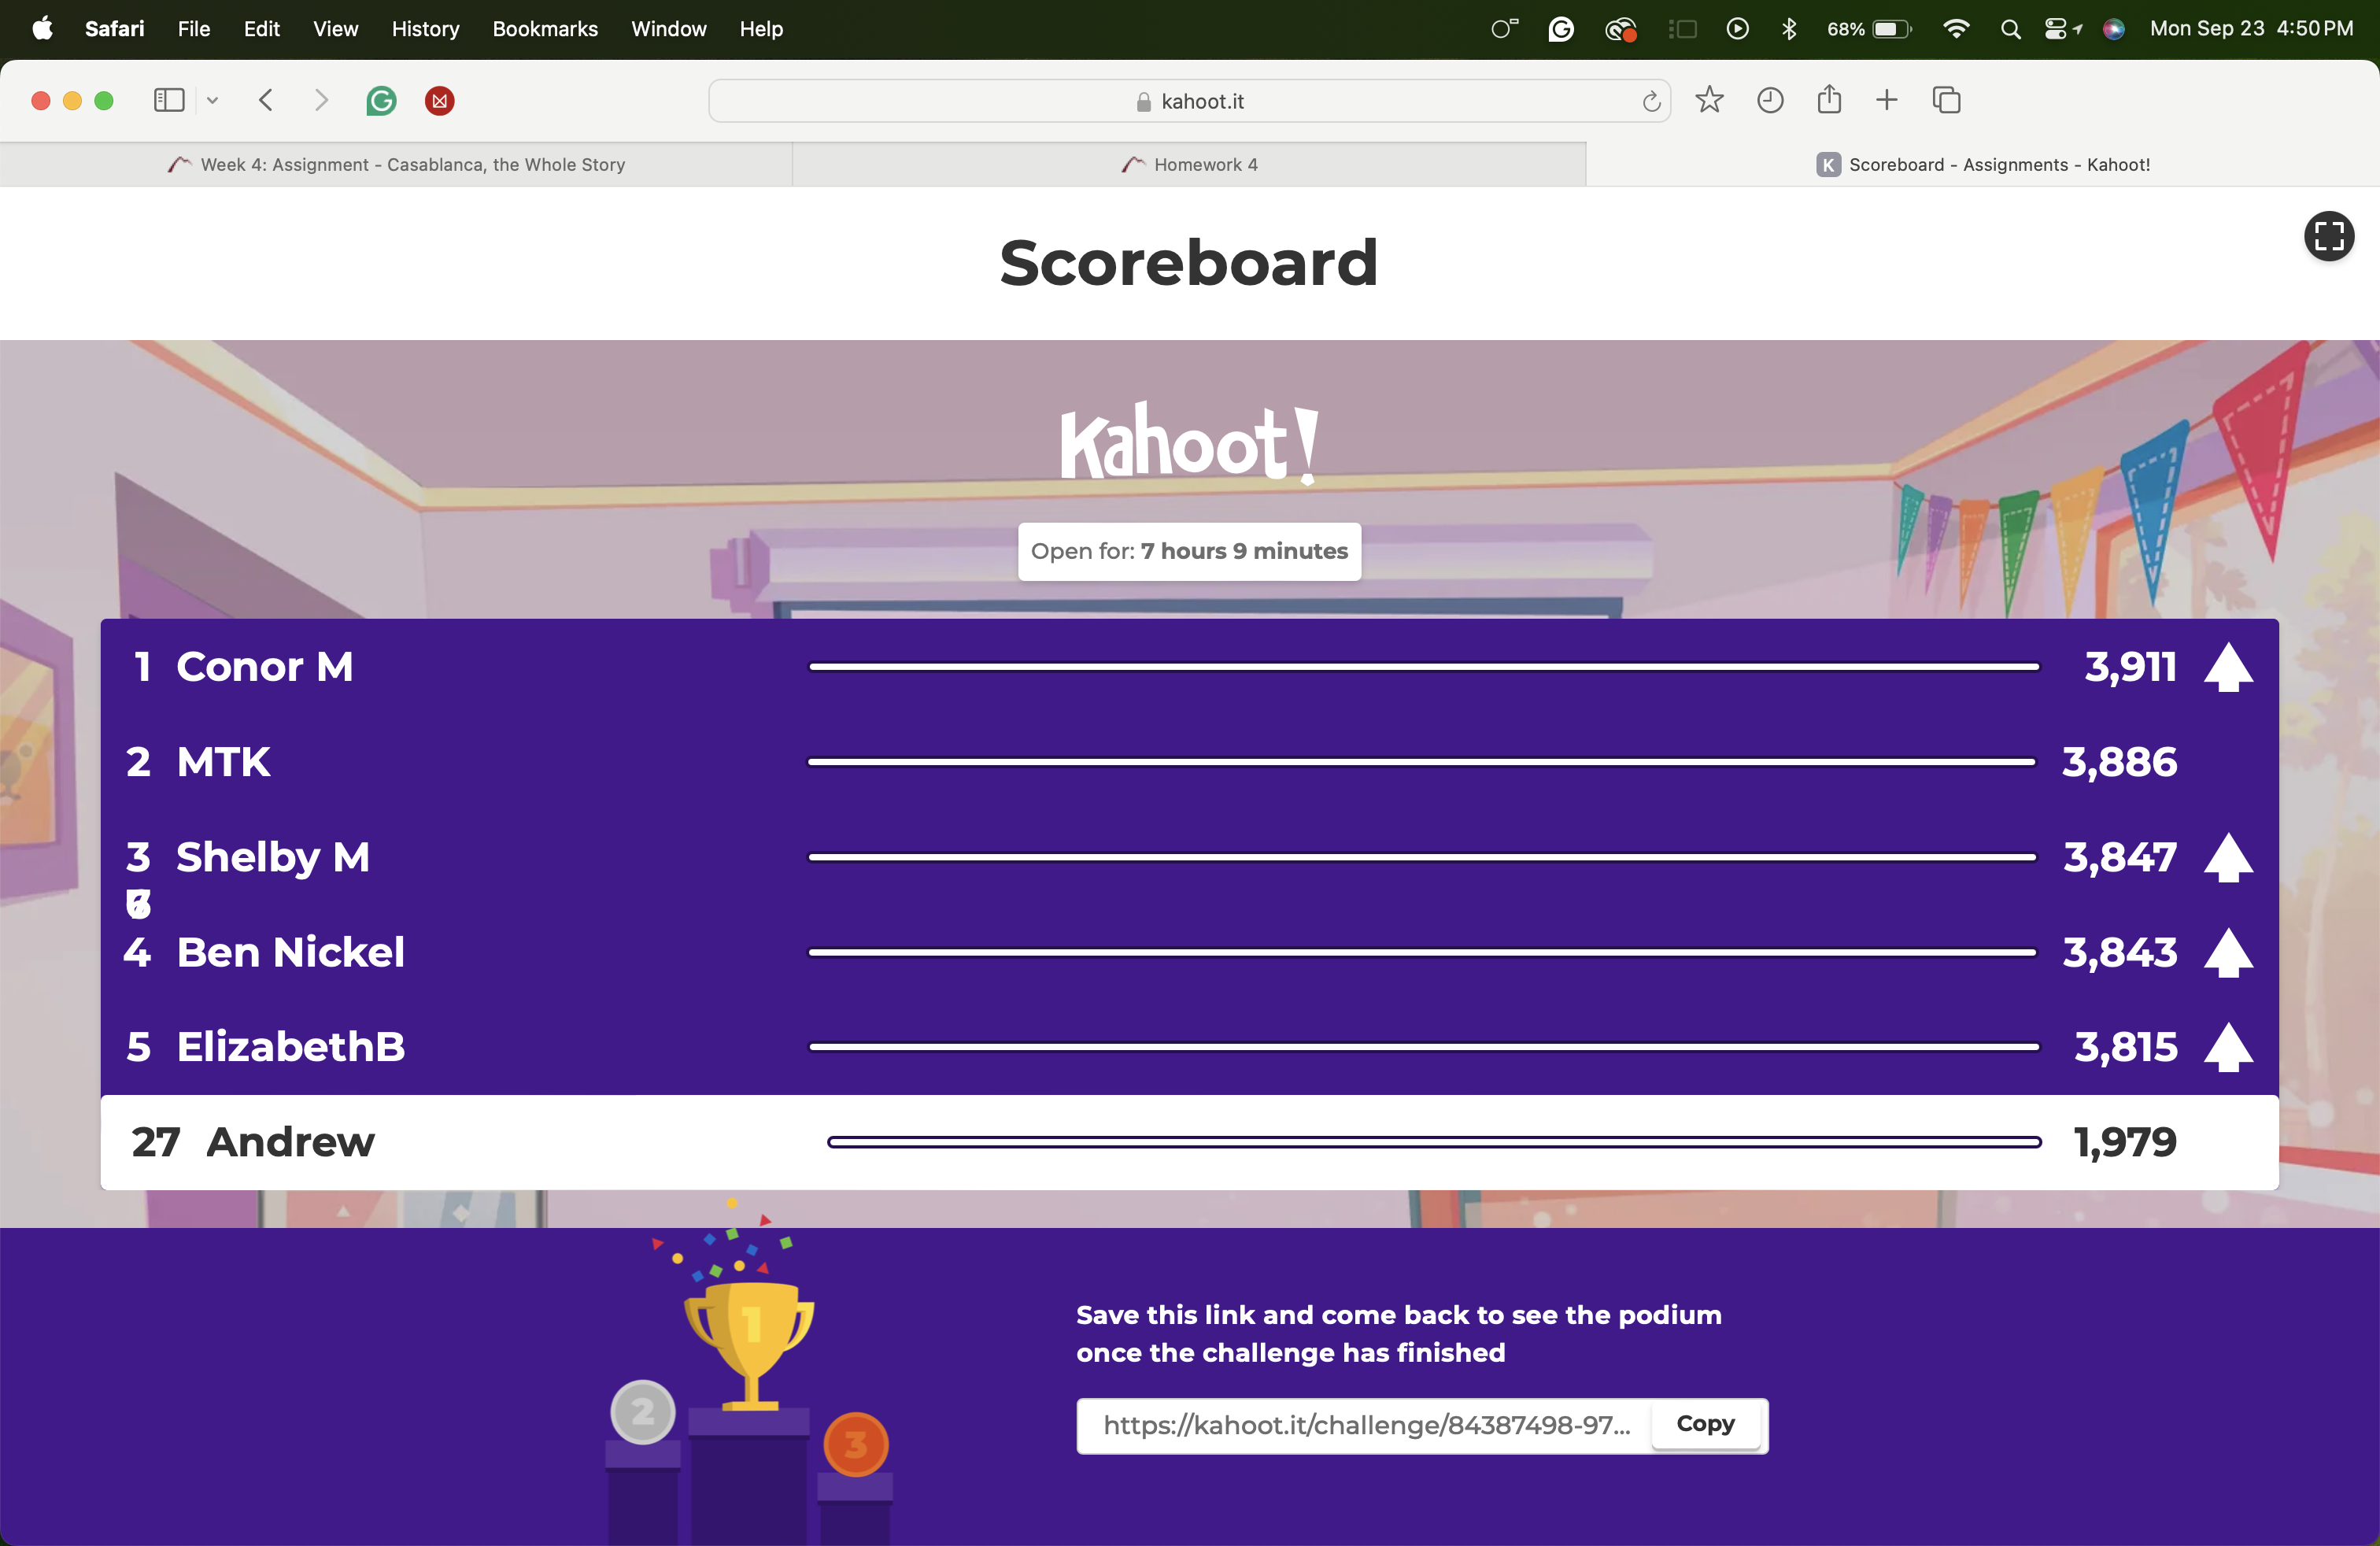 Safari File Edit View History Bookmarks Window Help 68% Mon Sep 23 4:50 PM
kahoot.it
Week 4: Assignment - Casablanca, the Whole Story
Homework 4
K Scoreboard - Assignments - Kahoot!
Scoreboard
Kahoot!
Open for: 7 hours 9 minutes
1 Conor M 3,911
2 MTK 3,886
3 Shelby M 3,847
4 Ben Nickel 3,843
5 ElizabethB 3,815
27 Andrew 1,979
1
2
3
Save this link and come back to see the podium
once the challenge has finished
https://kahoot.it/challenge/84387498-97... Copy